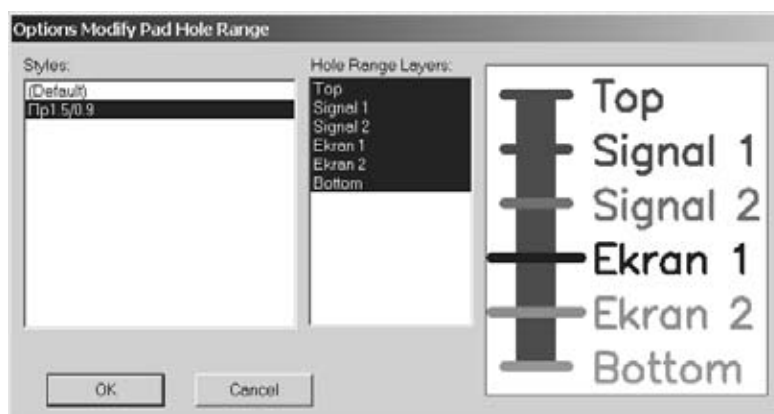 Options Modify Pad Hole Range
Styles:
(Default)
Пр1.5/0.9
Hole Range Layers:
Top
Signal 1
Signal 2
Ekran 1
Ekran 2
Bottom
Top
Signal 1
Signal 2
Ekran 1
Ekran 2
Bottom
OK
Cancel